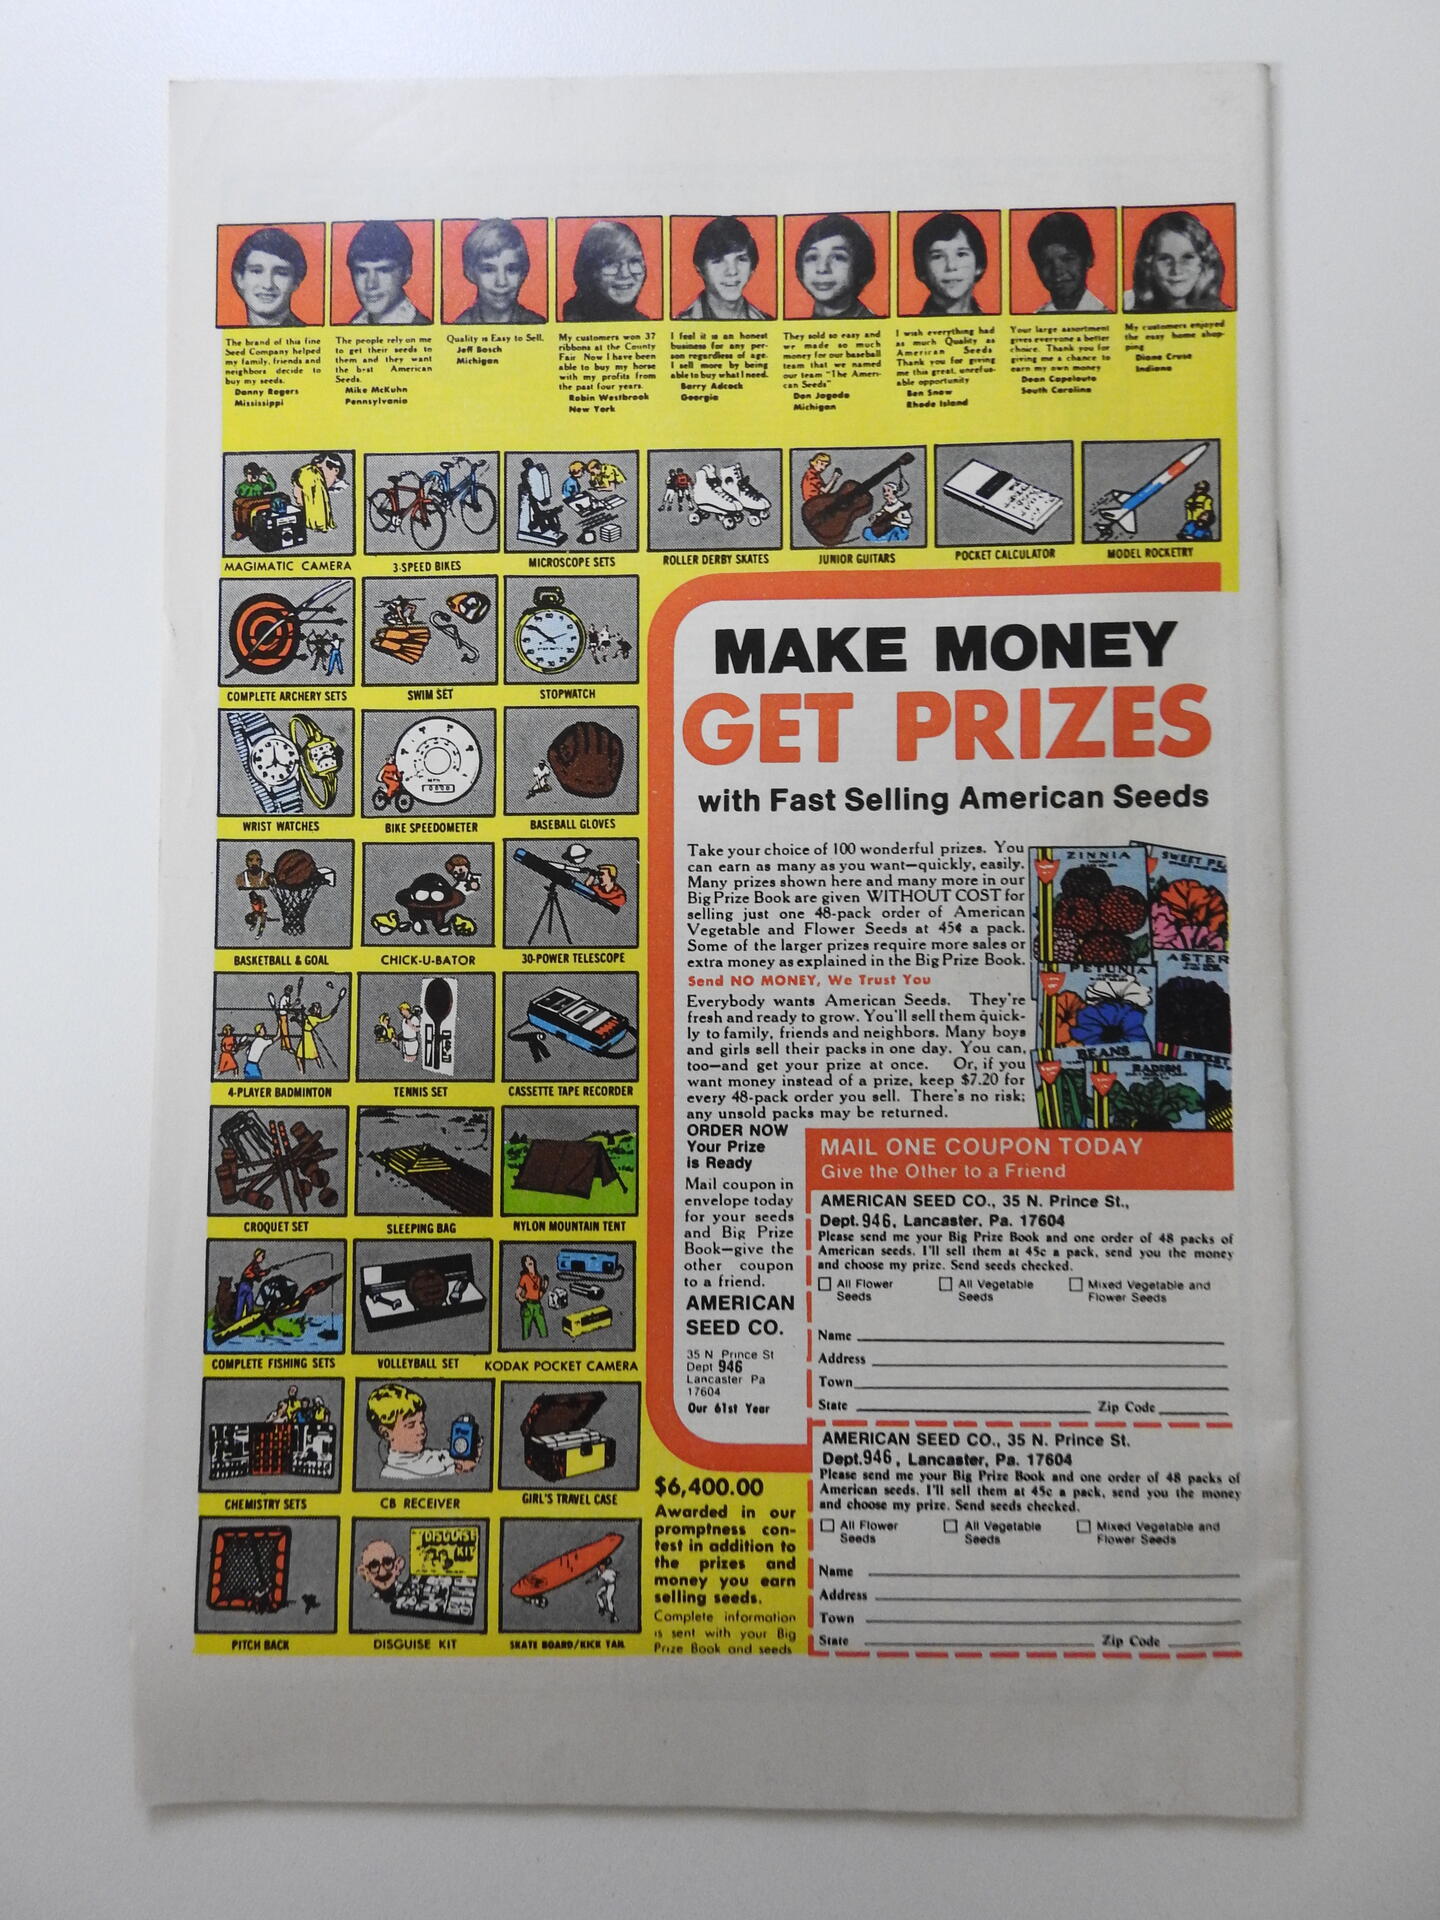 The brand of this fine
Seed Company helped
my family, friends and
neighbors decide to
buy my seeds.
Danny Rogers
Mississippi
The people rely on me
to get their seeds to
them and they want
the best American
Seeds.
Mike McKuhn
Pennsylvania
Quality is Easy to Sell.
Jeff Bosch
Michigan
My customers won 37
ribbons at the County
Fair Now I have been
able to buy my horse
with my profits from
the past four years.
Robin Westbrook
New York
I feel it is an honest
business for any per-
son regardless of age.
I sell more by being
able to buy what I need.
Barry Adcock
Georgia
They sold so easy and
we made so much
money for our baseball
team that we named
our team "The Ameri-
can Seeds"
Don Jagoda
Michigan
I wish everything had
as much Quality as
American Seeds
Thank you for giving
me this great, unrefus-
able opportunity
Ben Snow
Rhode Island
Your large assortment
gives everyone a better
choice. Thank you for
giving me a chance to
earn my own money
Dean Capelouto
South Carolina
My customers enjoyed
the easy home shop-
ping
Diane Cruse
Indiana
MAGIMATIC CAMERA
3-SPEED BIKES
MICROSCOPE SETS
ROLLER DERBY SKATES
JUNIOR GUITARS
POCKET CALCULATOR
MODEL ROCKETRY
COMPLETE ARCHERY SETS
SWIM SET
STOPWATCH
WRIST WATCHES
BIKE SPEEDOMETER
BASEBALL GLOVES
BASKETBALL & GOAL
CHICK-U-BATOR
30-POWER TELESCOPE
4-PLAYER BADMINTON
TENNIS SET
CASSETTE TAPE RECORDER
CROQUET SET
SLEEPING BAG
NYLON MOUNTAIN TENT
COMPLETE FISHING SETS
VOLLEYBALL SET
KODAK POCKET CAMERA
CHEMISTRY SETS
CB RECEIVER
GIRL'S TRAVEL CASE
DISGUISE
KIT
PITCH BACK
DISGUISE KIT
SKATE BOARD/KICK TAIL
MAKE MONEY
GET PRIZES
with Fast Selling American Seeds
Take your choice of 100 wonderful prizes. You
can earn as many as you want—quickly, easily.
Many prizes shown here and many more in our
Big Prize Book are given WITHOUT COST for
selling just one 48-pack order of American
Vegetable and Flower Seeds at 45¢ a pack.
Some of the larger prizes require more sales or
extra money as explained in the Big Prize Book.
Send NO MONEY, We Trust You
Everybody wants American Seeds. They're
fresh and ready to grow. You'll sell them quick-
ly to family, friends and neighbors. Many boys
and girls sell their packs in one day. You can,
too—and get your prize at once. Or, if you
want money instead of a prize, keep $7.20 for
every 48-pack order you sell. There's no risk;
any unsold packs may be returned.
ZINNIA
SWEET PE
PETUNIA
ASTER
BEANS
RADISH
SWEET
ORDER NOW
Your Prize
is Ready
Mail coupon in
envelope today
for your seeds
and Big Prize
Book—give the
other coupon
to a friend.
AMERICAN
SEED CO.
35 N Prince St
Dept 946
Lancaster Pa
17604
Our 61st Year
$6,400.00
Awarded in our
promptness con-
test in addition to
the prizes and
money you earn
selling seeds.
Complete information
is sent with your Big
Prize Book and seeds
MAIL ONE COUPON TODAY
Give the Other to a Friend
AMERICAN SEED CO., 35 N. Prince St.,
Dept. 946, Lancaster, Pa. 17604
Please send me your Big Prize Book and one order of 48 packs of
American seeds. I'll sell them at 45c a pack, send you the money
and choose my prize. Send seeds checked.
All Flower Seeds
All Vegetable Seeds
Mixed Vegetable and Flower Seeds
Name
Address
Town
State Zip Code
AMERICAN SEED CO., 35 N. Prince St.
Dept. 946, Lancaster, Pa. 17604
Please send me your Big Prize Book and one order of 48 packs of
American seeds. I'll sell them at 45c a pack, send you the money
and choose my prize. Send seeds checked.
All Flower Seeds
All Vegetable Seeds
Mixed Vegetable and Flower Seeds
Name
Address
Town
State Zip Code